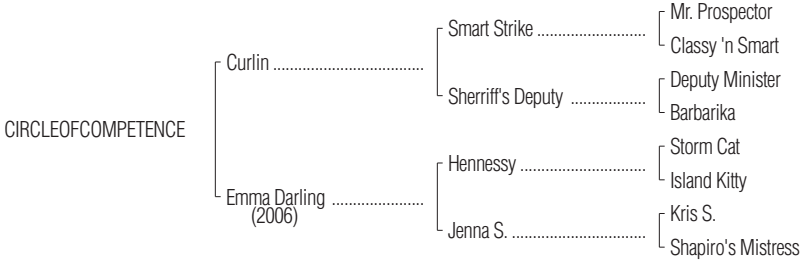 Mr. Prospector
Smart Strike ..........................
Classy 'n Smart
Curlin ...................................
Deputy Minister
Sherriff's Deputy ..................
Barbarika
CIRCLEOFCOMPETENCE
Storm Cat
Hennessy .............................
Island Kitty
Emma Darling ......................
(2006)
Kris S.
Jenna S. ...............................
Shapiro's Mistress